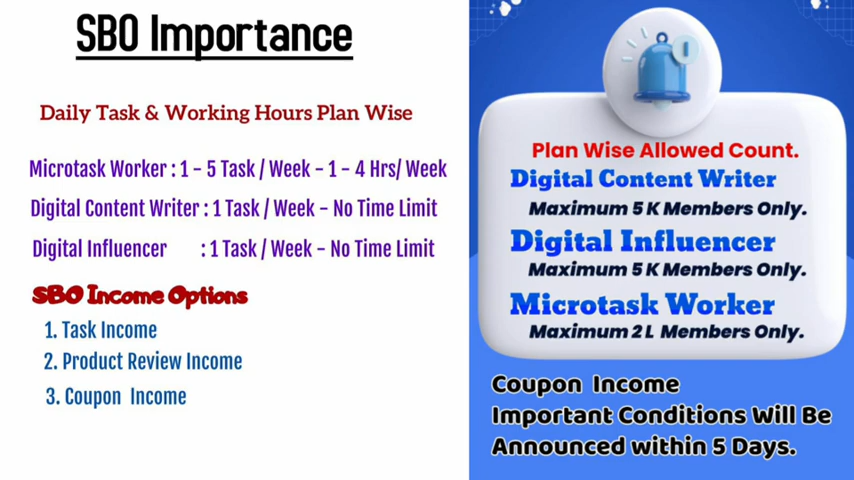 SBO Importance
Daily Task & Working Hours Plan Wise
Microtask Worker : 1 - 5 Task / Week - 1 - 4 Hrs/ Week
Digital Content Writer : 1 Task / Week - No Time Limit
Digital Influencer : 1 Task / Week - No Time Limit
SBO Income Options
1. Task Income
2. Product Review Income
3. Coupon Income
Plan Wise Allowed Count.
Digital Content Writer
Maximum 5 K Members Only.
Digital Influencer
Maximum 5 K Members Only.
Microtask Worker
Maximum 2 L Members Only.
Coupon Income
Important Conditions Will Be
Announced within 5 Days.